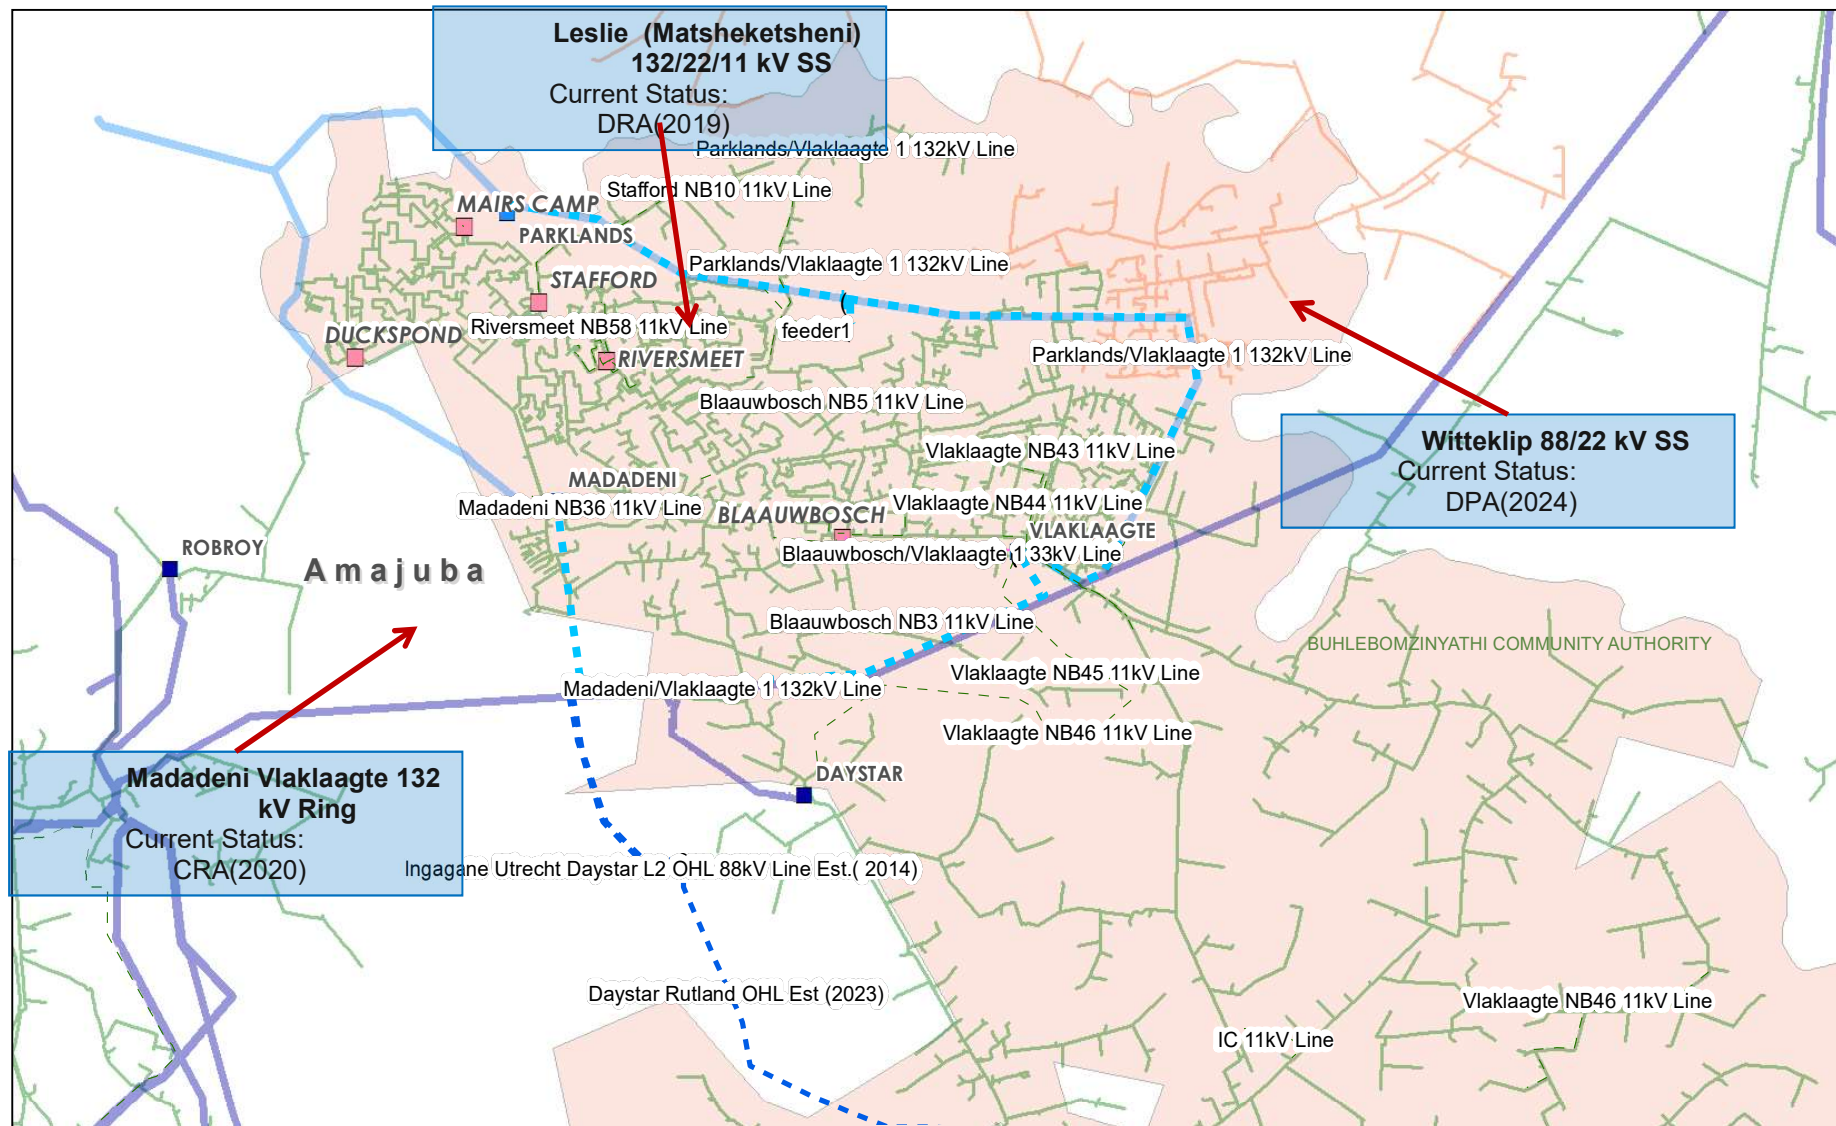 Leslie (Matsheketsheni)
132/22/11 kV SS
Current Status:
DRA(2019)
Parklands/Vlaklaagte 1 132kV Line
Stafford NB10 11kV Line
MAIRS CAMP
PARKLANDS
Parklands/Vlaklaagte 1 132kV Line
STAFFORD
Riversmeet NB58 11kV Line
feeder1
DUCKSPOND
RIVERSMEET
Parklands/Vlaklaagte 1 132kV Line
Blaauwbosch NB5 11kV Line
Witteklip 88/22 kV SS
Current Status:
DPA(2024)
Vlaklaagte NB43 11kV Line
MADADENI
Madadeni NB36 11kV Line
Vlaklaagte NB44 11kV Line
BLAAUWBOSCH
VLAKLAAGTE
ROBROY
Blaauwbosch/Vlaklaagte 1 33kV Line
Amajuba
Blaauwbosch NB3 11kV Line
BUHLEBOMZINYATHI COMMUNITY AUTHORITY
Vlaklaagte NB45 11kV Line
Madadeni/Vlaklaagte 1 132kV Line
Vlaklaagte NB46 11kV Line
DAYSTAR
Madadeni Vlaklaagte 132
kV Ring
Current Status:
CRA(2020)
Ingagane Utrecht Daystar L2 OHL 88kV Line Est.( 2014)
Daystar Rutland OHL Est (2023)
Vlaklaagte NB46 11kV Line
IC 11kV Line